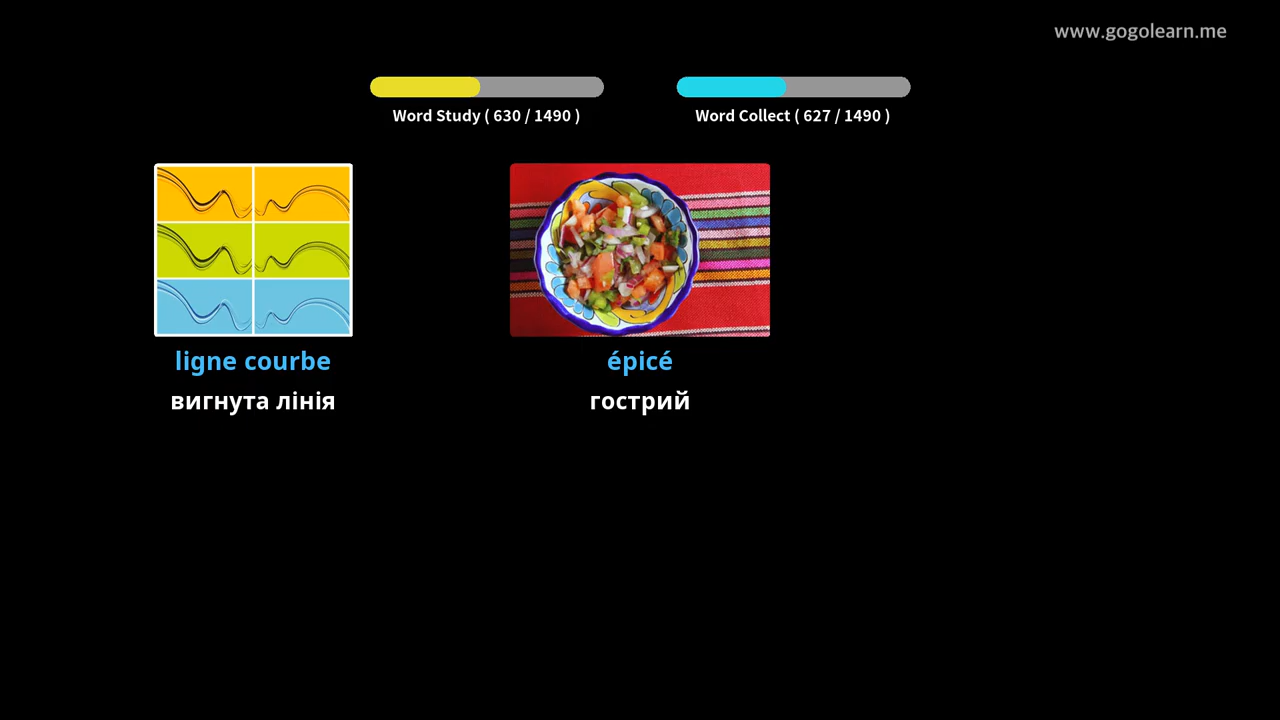 www.gogolearn.me
Word Study ( 630 / 1490 )
Word Collect ( 627 / 1490 )
ligne courbe
вигнута лінія
épicé
гострий